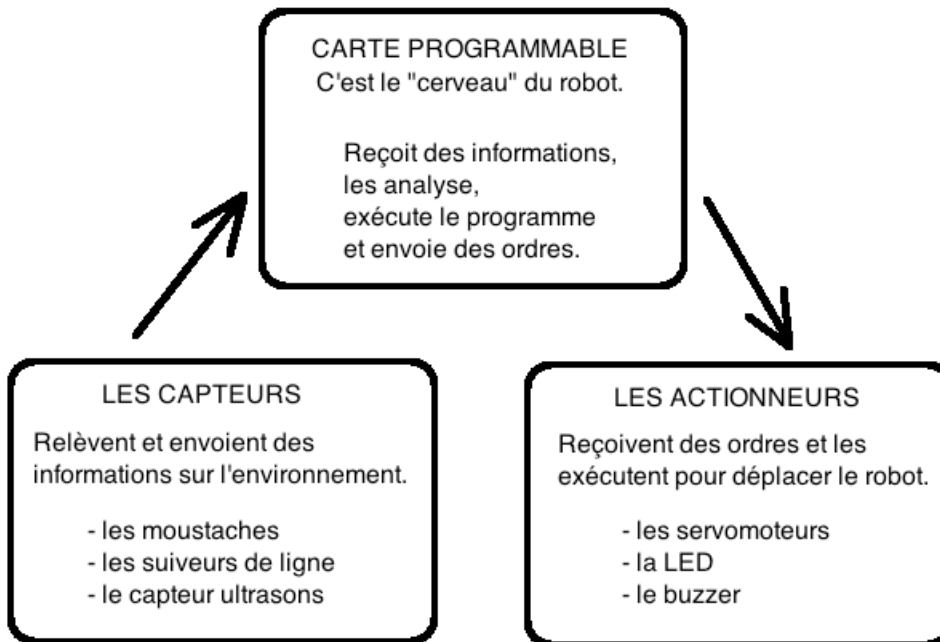 CARTE PROGRAMMABLE
C'est le "cerveau" du robot.
Reçoit des informations,
les analyse,
exécute le programme
et envoie des ordres.
LES CAPTEURS
Relèvent et envoient des
informations sur l'environnement.
- les moustaches
- les suiveurs de ligne
- le capteur ultrasons
LES ACTIONNEURS
Reçoivent des ordres et les
exécutent pour déplacer le robot.
- les servomoteurs
- la LED
- le buzzer